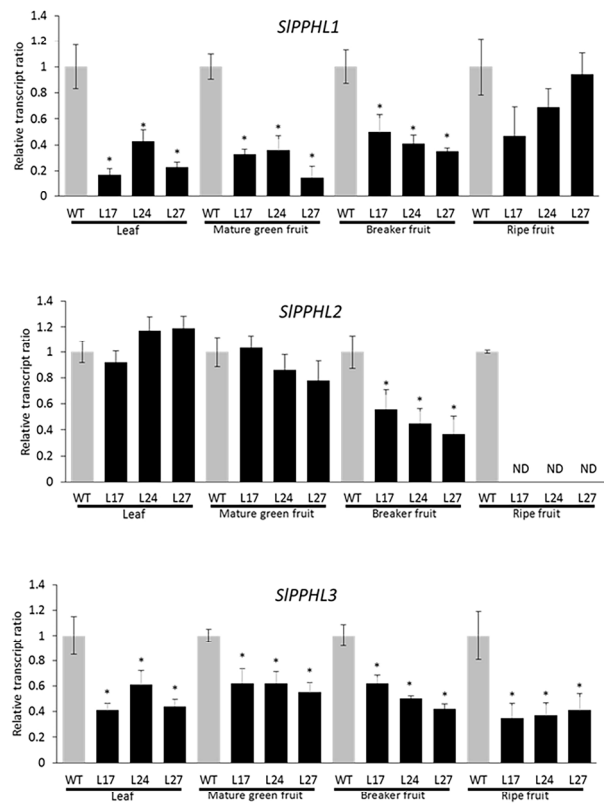 SlPPHL1
Relative transcript ratio
1.4
1.2
1
0.8
0.6
0.4
0.2
0
* * * * * * * * *
WT L17 L24 L27 WT L17 L24 L27 WT L17 L24 L27 WT L17 L24 L27
Leaf Mature green fruit Breaker fruit Ripe fruit
SlPPHL2
Relative transcript ratio
1.4
1.2
1
0.8
0.6
0.4
0.2
0
* * *
ND ND ND
WT L17 L24 L27 WT L17 L24 L27 WT L17 L24 L27 WT L17 L24 L27
Leaf Mature green fruit Breaker fruit Ripe fruit
SlPPHL3
Relative transcript ratio
1.4
1.2
1
0.8
0.6
0.4
0.2
0
* * * * * * * * * * * *
WT L17 L24 L27 WT L17 L24 L27 WT L17 L24 L27 WT L17 L24 L27
Leaf Mature green fruit Breaker fruit Ripe fruit